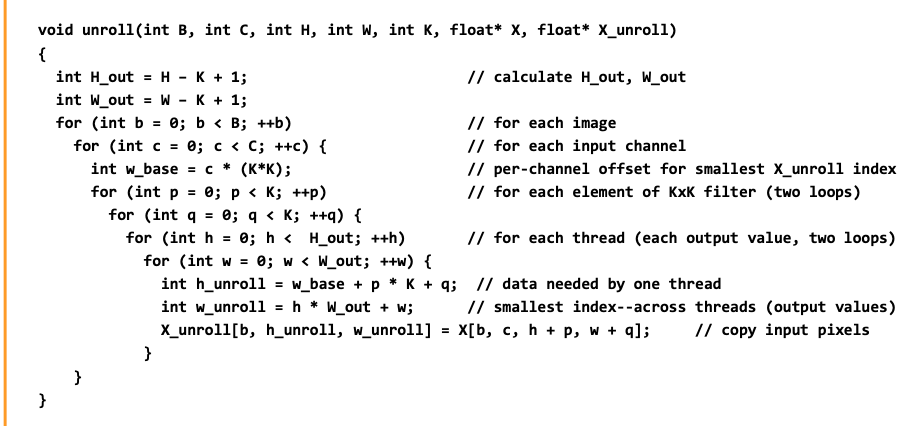 void unroll(int B, int C, int H, int W, int K, float* X, float* X_unroll)
{
  int H_out = H – K + 1;                         // calculate H_out, W_out
  int W_out = W – K + 1;
  for (int b = 0; b < B; ++b)                    // for each image
    for (int c = 0; c < C; ++c) {                // for each input channel
      int w_base = c * (K*K);                    // per-channel offset for smallest X_unroll index
      for (int p = 0; p < K; ++p)                // for each element of KxK filter (two loops)
        for (int q = 0; q < K; ++q) {
          for (int h = 0; h <  H_out; ++h)       // for each thread (each output value, two loops)
            for (int w = 0; w < W_out; ++w) {
              int h_unroll = w_base + p * K + q;  // data needed by one thread
              int w_unroll = h * W_out + w;      // smallest index--across threads (output values)
              X_unroll[b, h_unroll, w_unroll] = X[b, c, h + p, w + q];     // copy input pixels
            }
    }
}